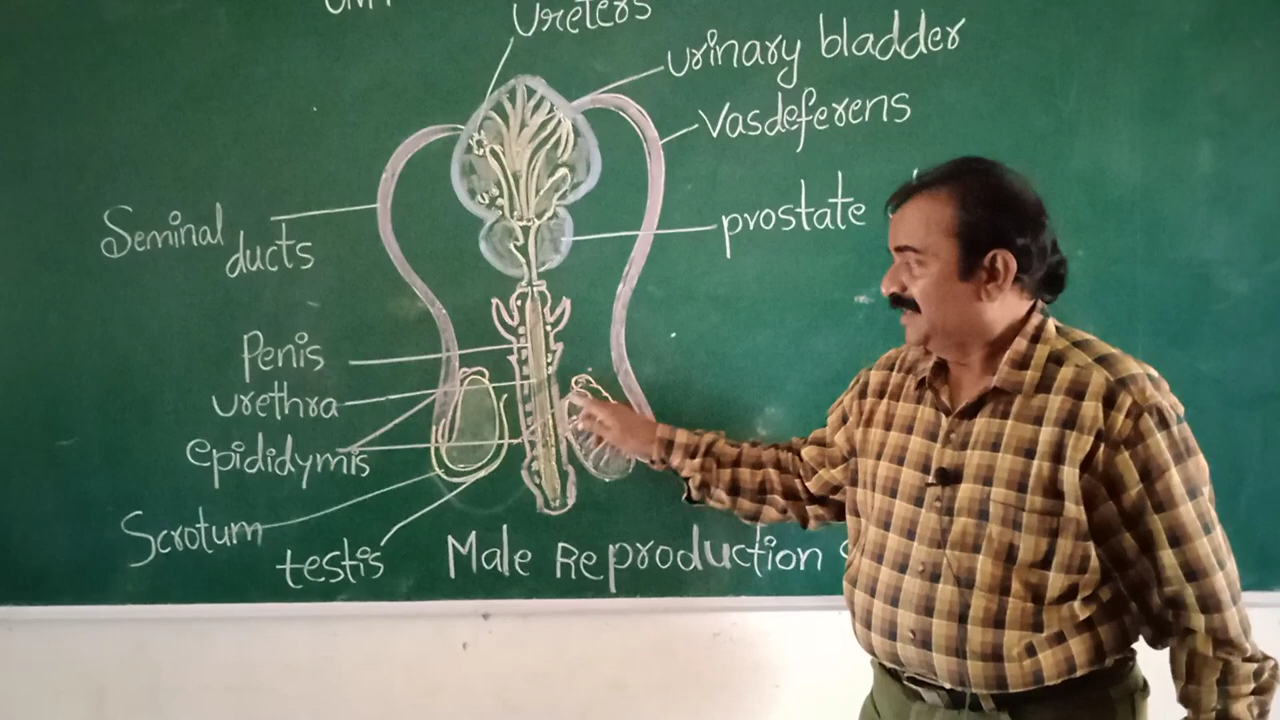 Ureters
urinary bladder
Vasdeferens
prostate
Seminal
ducts
Penis
urethra
epididymis
Scrotum
testis
Male Reproduction